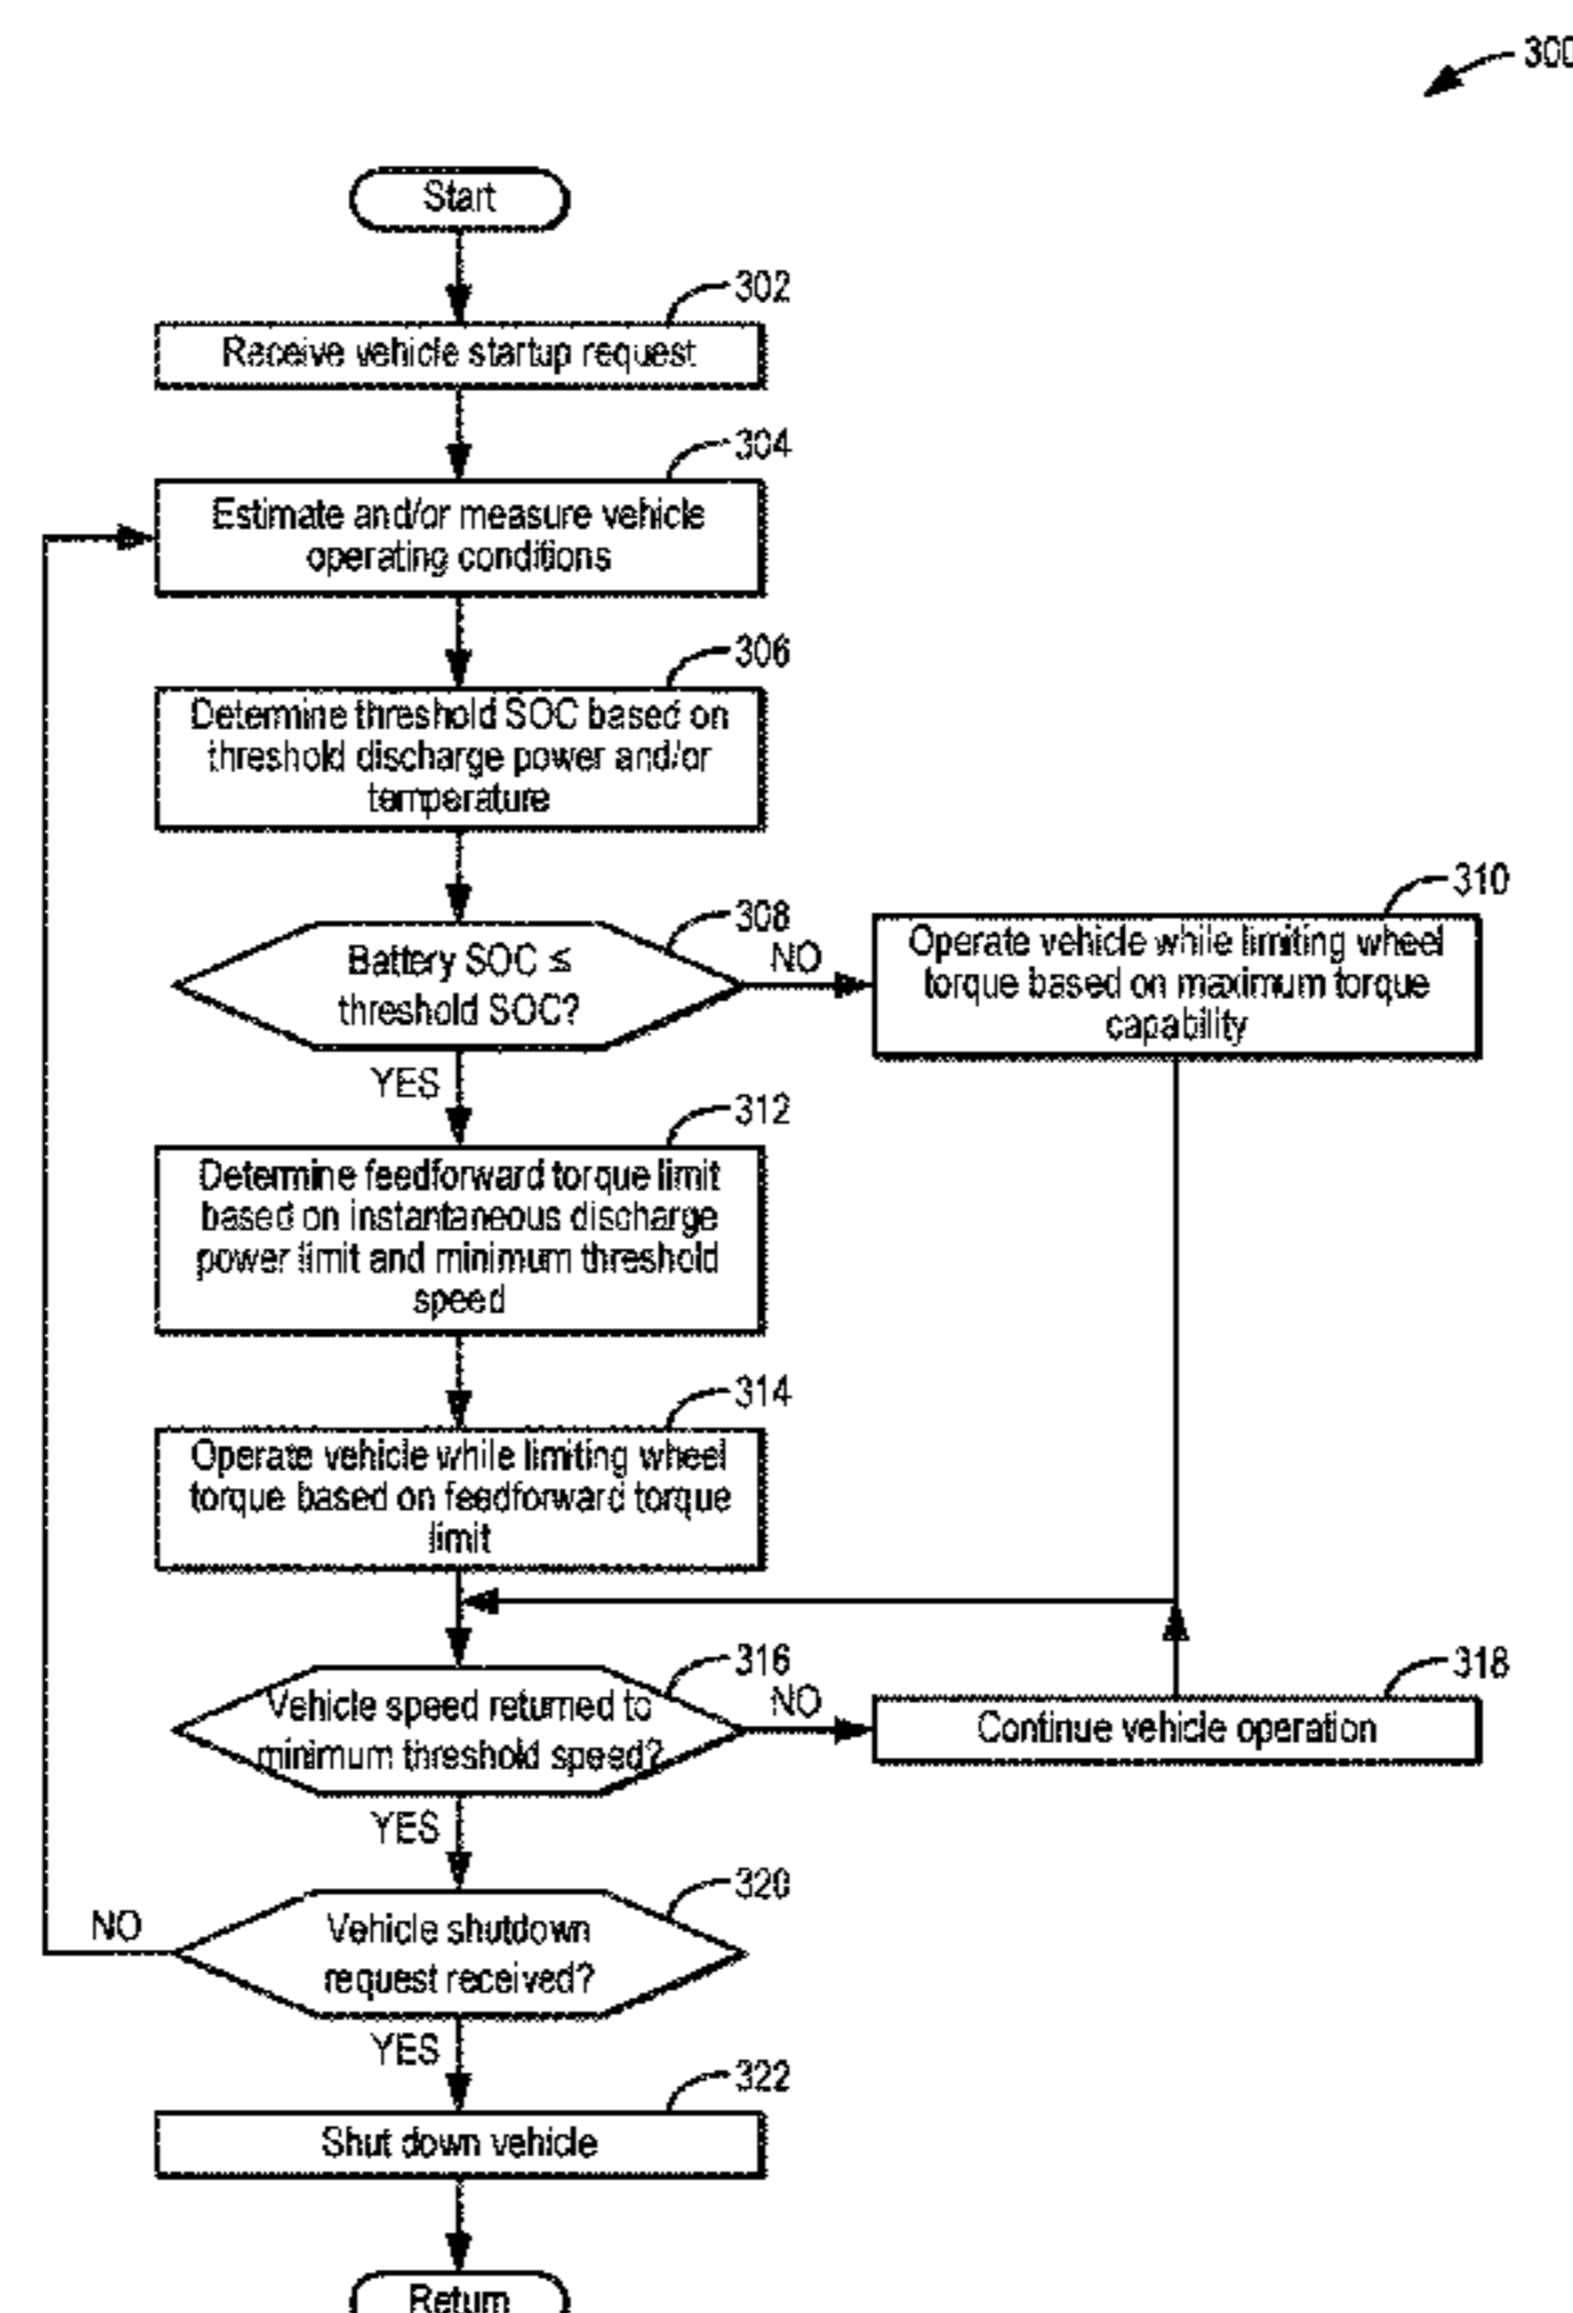 300
Start
302
Receive vehicle startup request
304
Estimate and/or measure vehicle
operating conditions
306
Determine threshold SOC based on
threshold discharge power and/or
temperature
308
Battery SOC ≤
threshold SOC?
NO
310
Operate vehicle while limiting wheel
torque based on maximum torque
capability
YES
312
Determine feedforward torque limit
based on instantaneous discharge
power limit and minimum threshold
speed
314
Operate vehicle while limiting wheel
torque based on feedforward torque
limit
316
Vehicle speed returned to
minimum threshold speed?
NO
318
Continue vehicle operation
YES
320
Vehicle shutdown
request received?
NO
YES
322
Shut down vehicle
Return